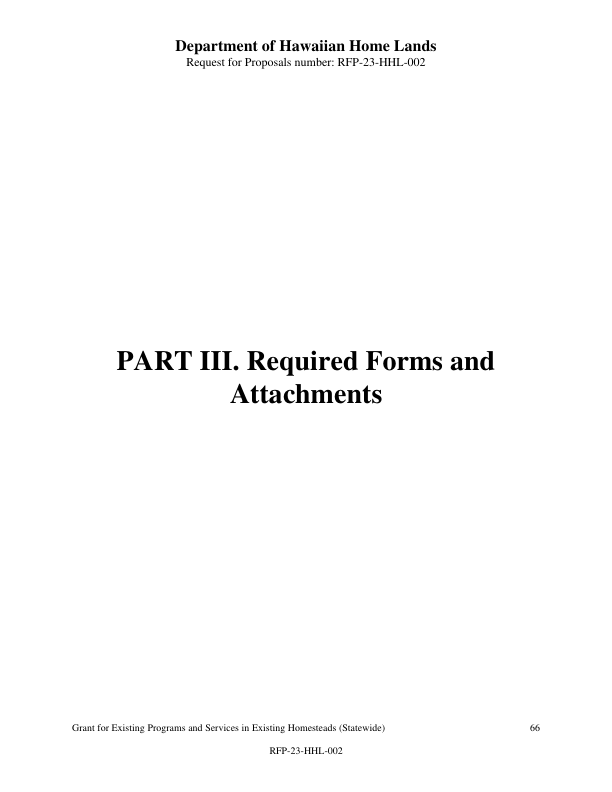 Department of Hawaiian Home Lands
Request for Proposals number: RFP-23-HHL-002
PART III. Required Forms and
Attachments
Grant for Existing Programs and Services in Existing Homesteads (Statewide) 66
RFP-23-HHL-002